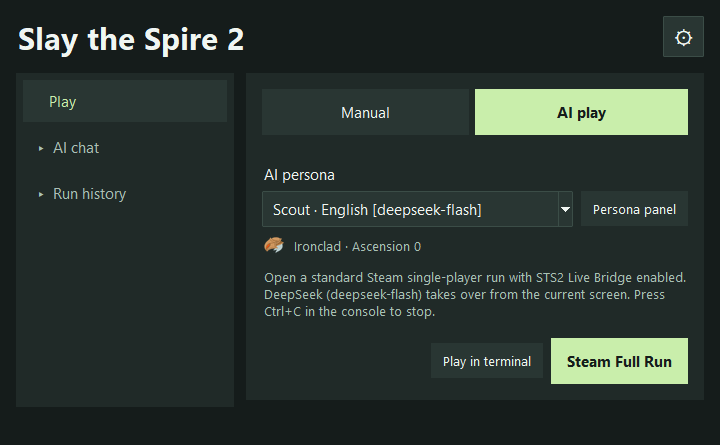 Slay the Spire 2
Play
▸ AI chat
▸ Run history
Manual
AI play
AI persona
Scout · English [deepseek-flash]
Persona panel
Ironclad · Ascension 0
Open a standard Steam single-player run with STS2 Live Bridge enabled.
DeepSeek (deepseek-flash) takes over from the current screen. Press
Ctrl+C in the console to stop.
Play in terminal
Steam Full Run